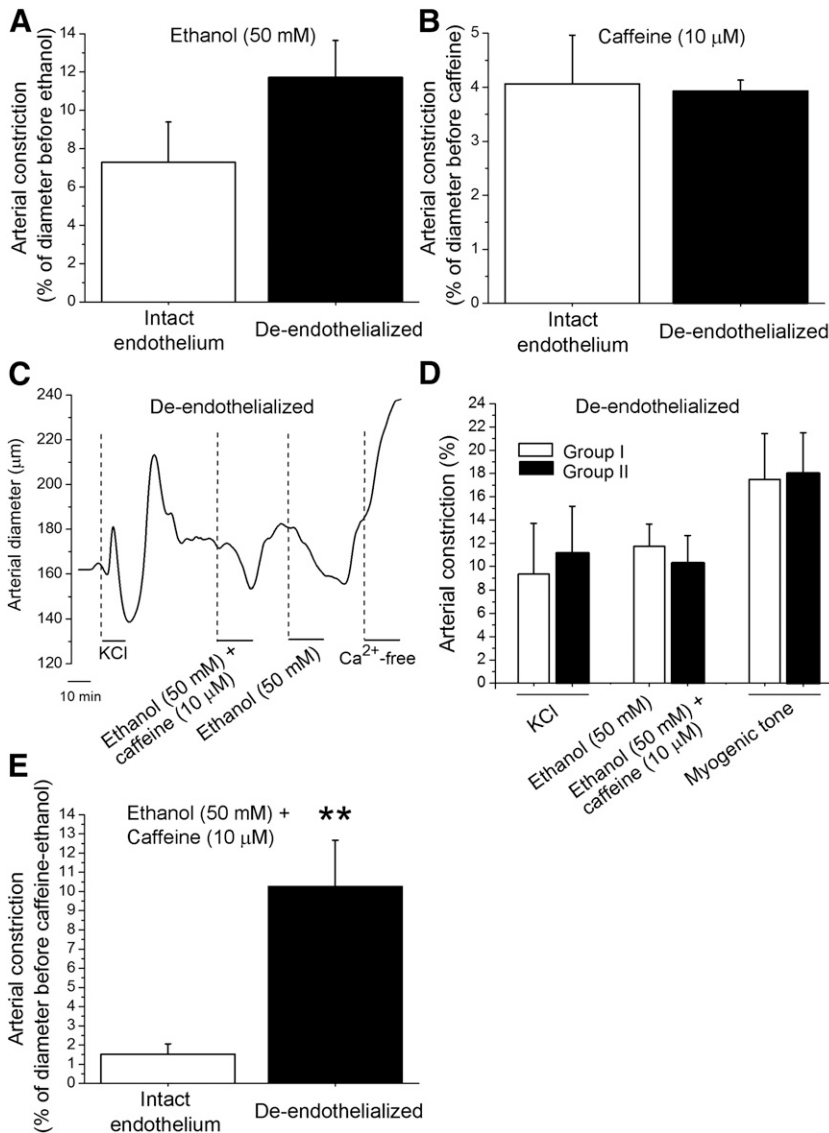 A
Ethanol (50 mM)
Arterial constriction
(% of diameter before ethanol)
14
12
10
8
6
4
2
0
Intact
endothelium
De-endothelialized
B
Caffeine (10 μM)
Arterial constriction
(% of diameter before caffeine)
5
4
3
2
1
0
Intact
endothelium
De-endothelialized
C
De-endothelialized
Arterial diameter (μm)
240
220
200
180
160
140
120
KCl
Ethanol (50 mM) +
caffeine (10 μM)
Ethanol (50 mM)
Ca2+-free
10 min
D
De-endothelialized
Group I
Group II
Arterial constriction (%)
24
22
20
18
16
14
12
10
8
6
4
2
0
KCl
Ethanol (50 mM)
Ethanol (50 mM) +
caffeine (10 μM)
Myogenic tone
E
Ethanol (50 mM) +
Caffeine (10 μM)
**
Arterial constriction
(% of diameter before caffeine-ethanol)
14
13
12
11
10
9
8
7
6
5
4
3
2
1
0
Intact
endothelium
De-endothelialized